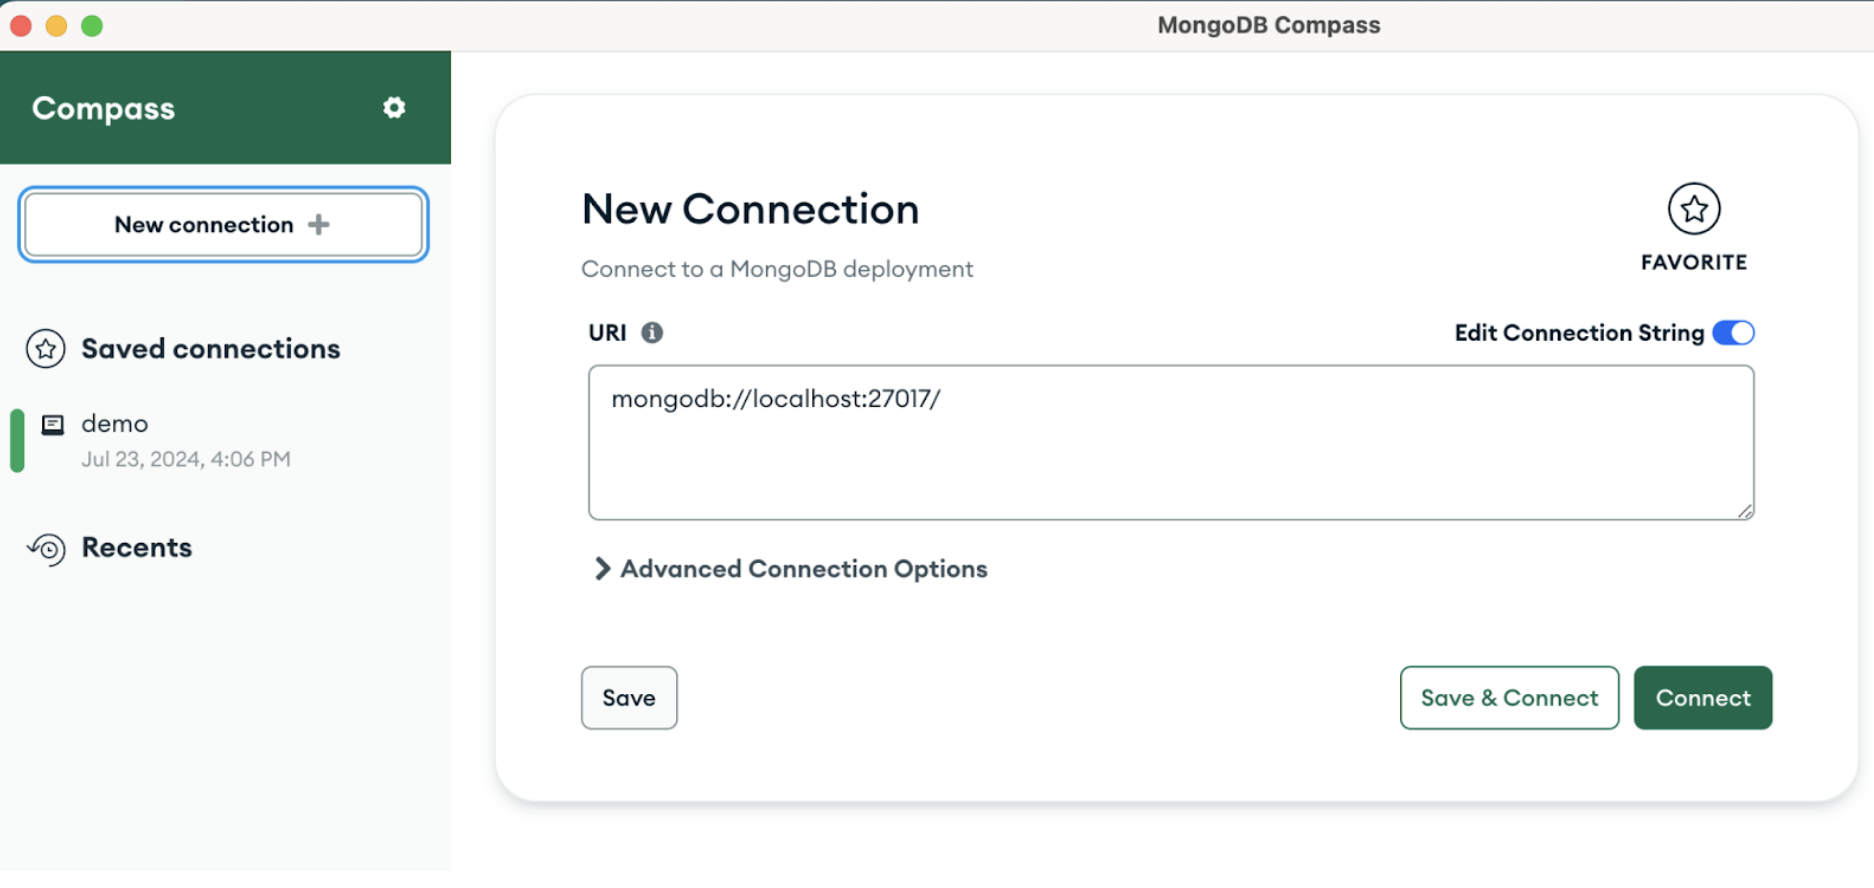 MongoDB Compass
Compass
New connection
Saved connections
demo
Jul 23, 2024, 4:06 PM
Recents
New Connection
Connect to a MongoDB deployment
FAVORITE
URI
Edit Connection String
mongodb://localhost:27017/
Advanced Connection Options
Save
Save & Connect
Connect